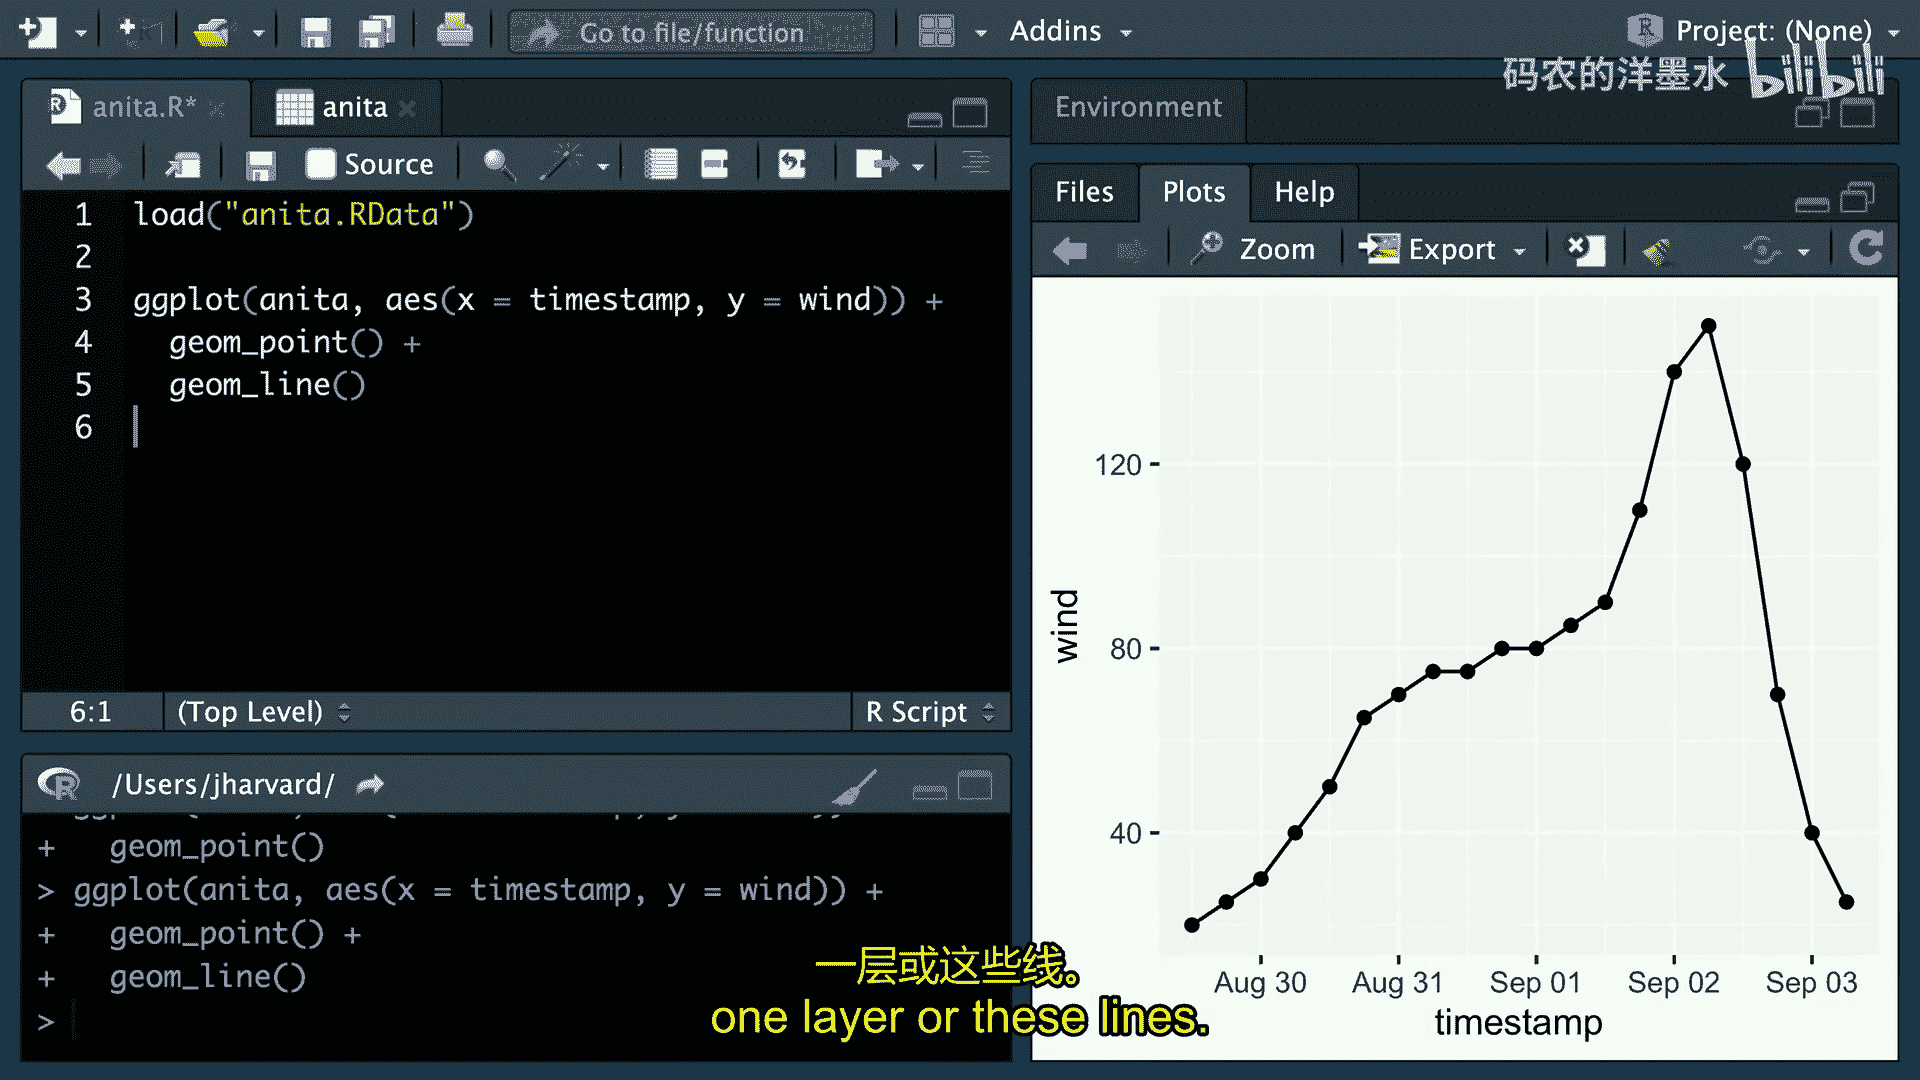 Go to file/function
Addins
Project: (None)
码农的洋墨水 bilibili
anita.R*
anita
Source
1 load("anita.RData")
2
3 ggplot(anita, aes(x = timestamp, y = wind)) +
4 geom_point() +
5 geom_line()
6
6:1 (Top Level) R Script
/Users/jharvard/
+ geom_point()
> ggplot(anita, aes(x = timestamp, y = wind)) +
+ geom_point() +
+ geom_line()
>
Environment
Files Plots Help
Zoom Export
120
80
40
wind
Aug 30 Aug 31 Sep 01 Sep 02 Sep 03
timestamp
一层或这些线。
one layer or these lines.